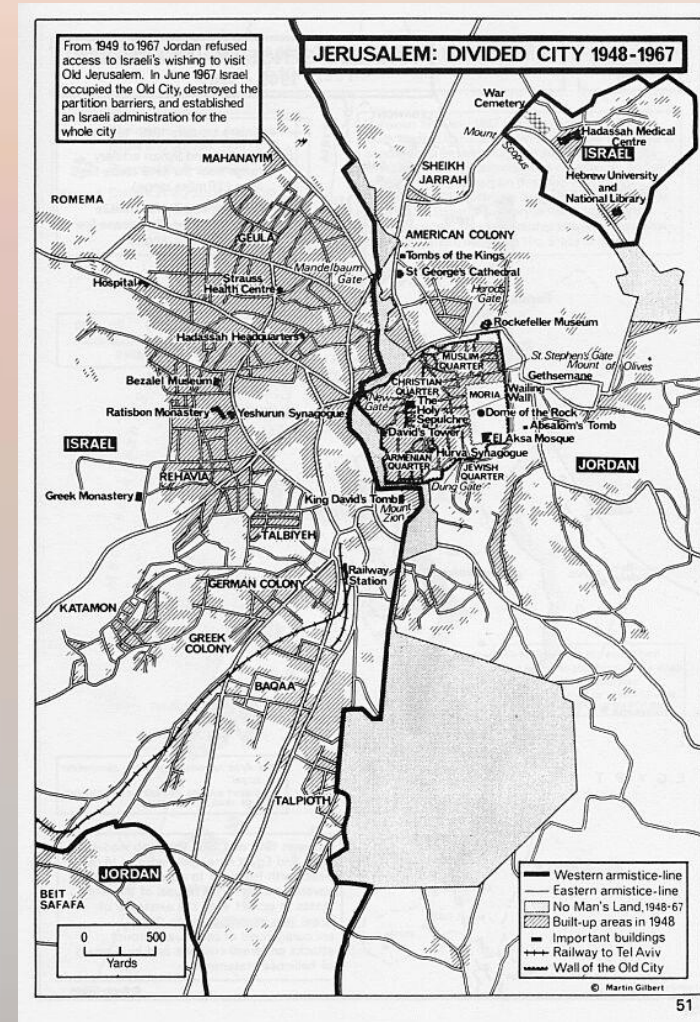 From 1949 to 1967 Jordan refused
access to Israeli's wishing to visit
Old Jerusalem. In June 1967 Israel
occupied the Old City, destroyed the
partition barriers, and established
an Israeli administration for the
whole city
JERUSALEM: DIVIDED CITY 1948-1967
War
Cemetery
Mount Scopus
Hadassah Medical
Centre
ISRAEL
Hebrew University
and
National Library
MAHANAYIM
SHEIKH
JARRAH
ROMEMA
GEULA
AMERICAN COLONY
Tombs of the Kings
St George's Cathedral
Mandelbaum
Gate
Herods
Gate
Hospital
Strauss
Health Centre
Rockefeller Museum
Hadassah Headquarters
MUSLIM
QUARTER
St. Stephen's Gate
Mount of Olives
Gethsemane
Bezalel Museum
CHRISTIAN
QUARTER
MORIA
Wailing
Wall
Ratisbon Monastery
Yeshurun Synagogue
New
Gate
The
Holy
Sepulchre
Dome of the Rock
Absalom's Tomb
David's Tower
El Aksa Mosque
ISRAEL
Hurva Synagogue
JORDAN
ARMENIAN
QUARTER
JEWISH
QUARTER
REHAVIA
Dung Gate
Greek Monastery
King David's Tomb
Mount
Zion
TALBIYEH
Railway
Station
GERMAN COLONY
KATAMON
GREEK
COLONY
BAQAA
TALPIOTH
JORDAN
BEIT
SAFAFA
0 500
Yards
Western armistice-line
Eastern armistice-line
No Man's Land, 1948-67
Built-up areas in 1948
Important buildings
Railway to Tel Aviv
Wall of the Old City
© Martin Gilbert
51